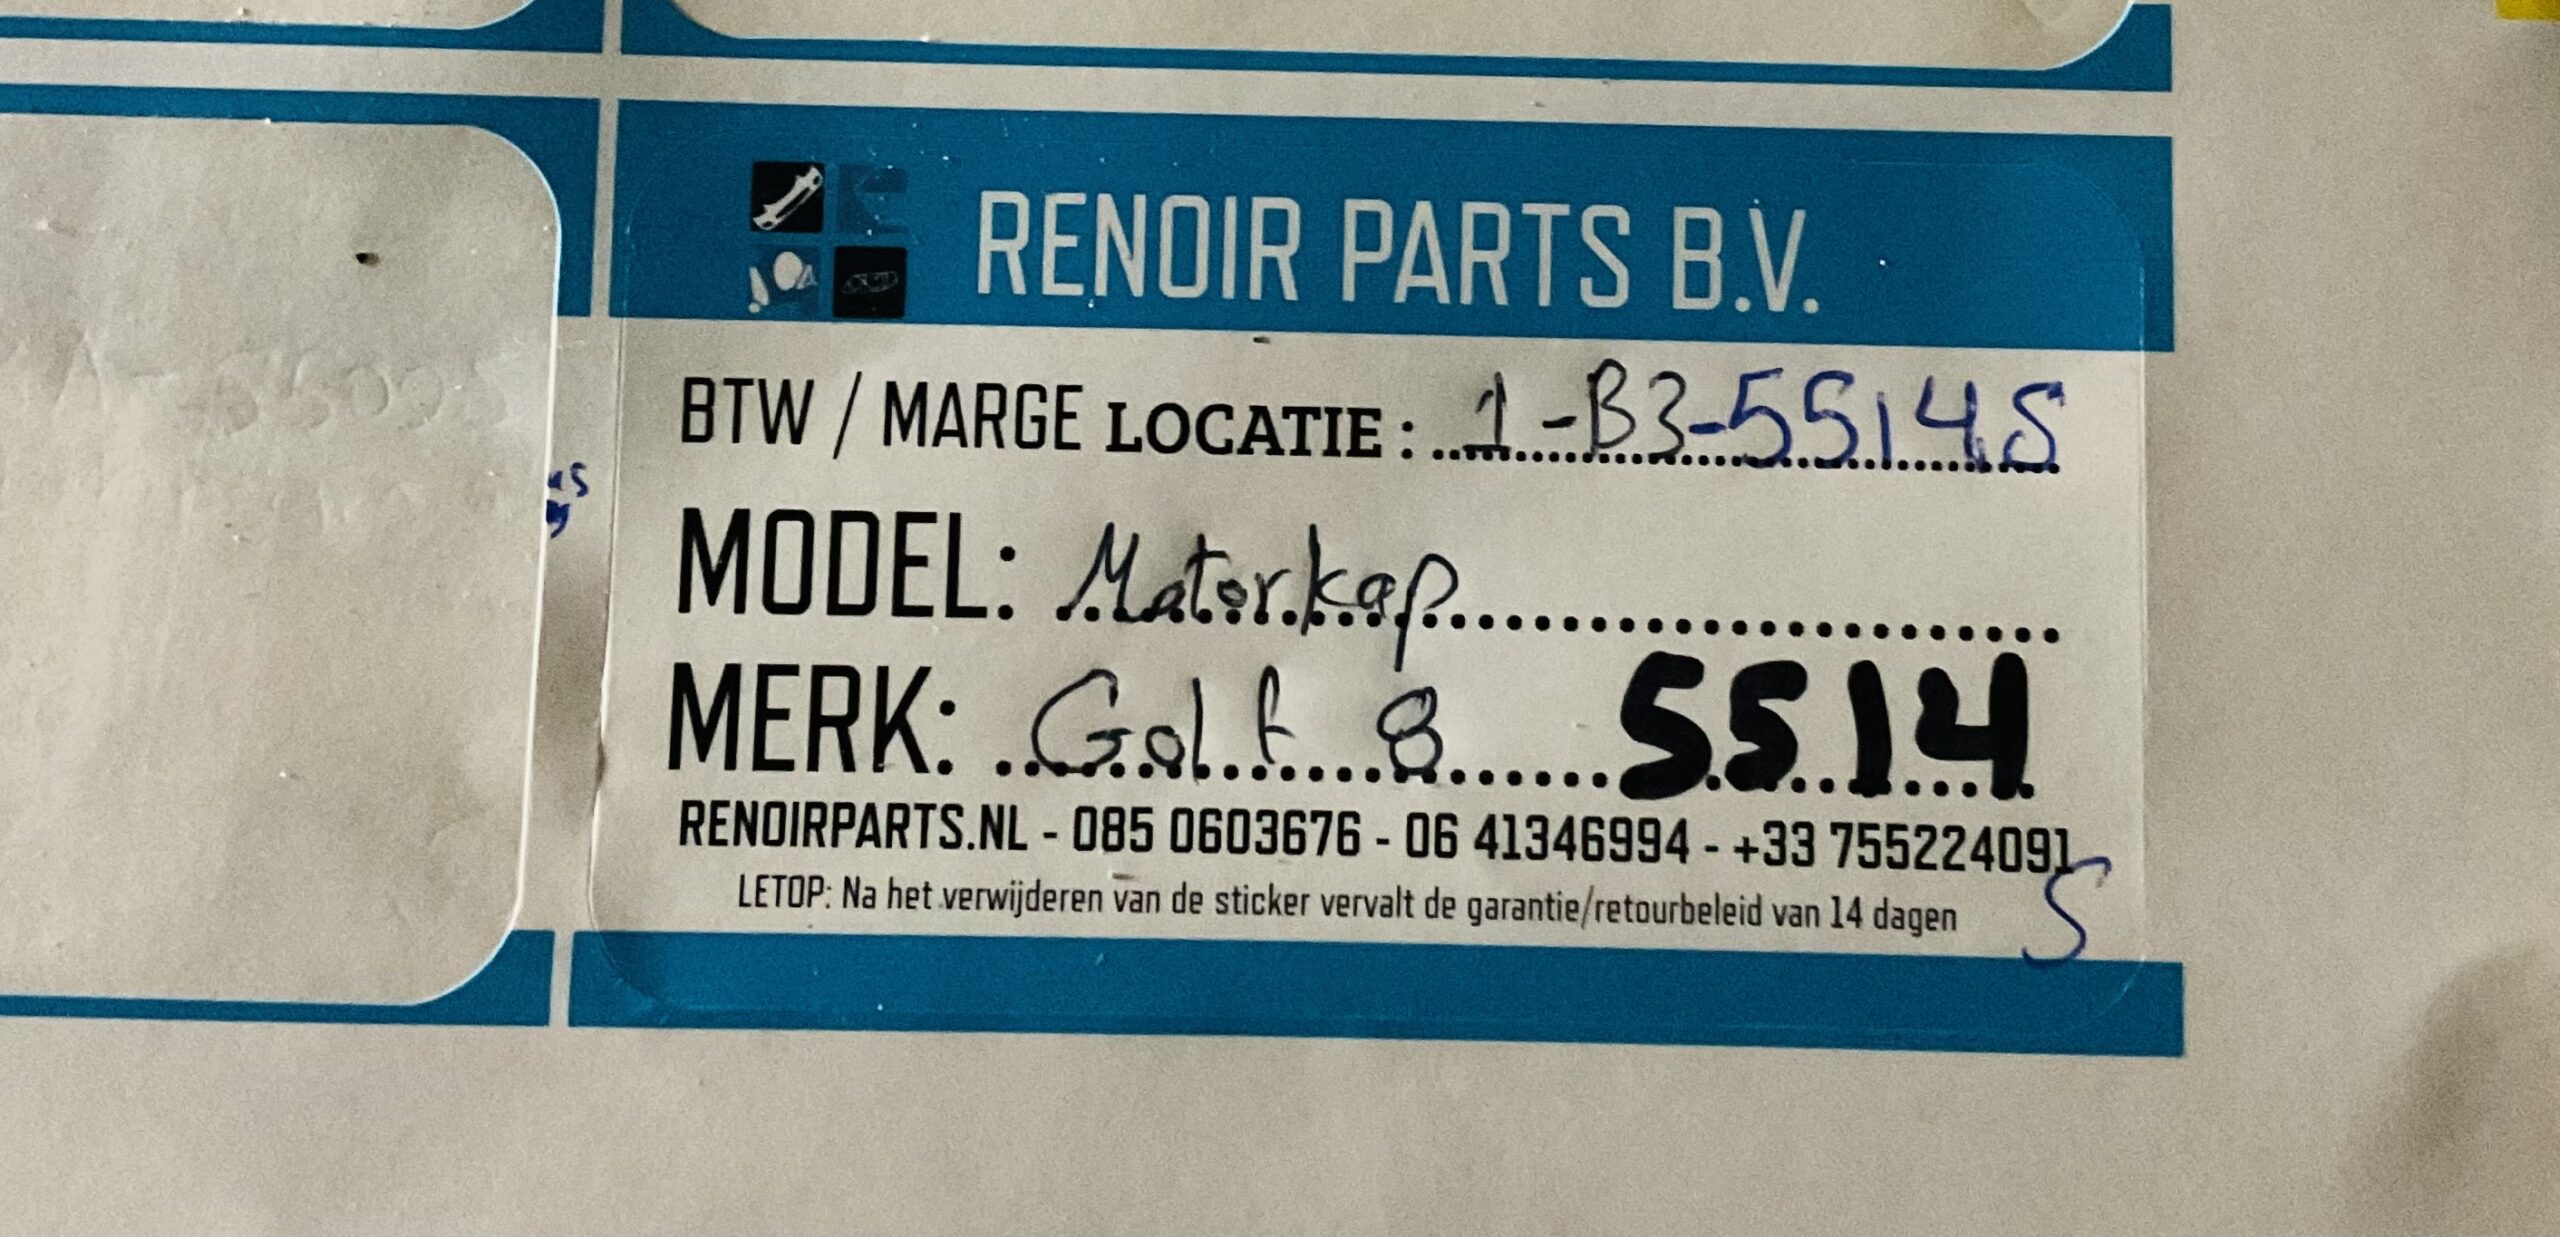 RENOIR PARTS B.V.
BTW / MARGE LOCATIE : 1-B3-5514S
MODEL: Motorkap
MERK: Golf 8 5514
RENOIRPARTS.NL - 085 0603676 - 06 41346994 - +33 755224091
S
LETOP: Na het verwijderen van de sticker vervalt de garantie/retourbeleid van 14 dagen